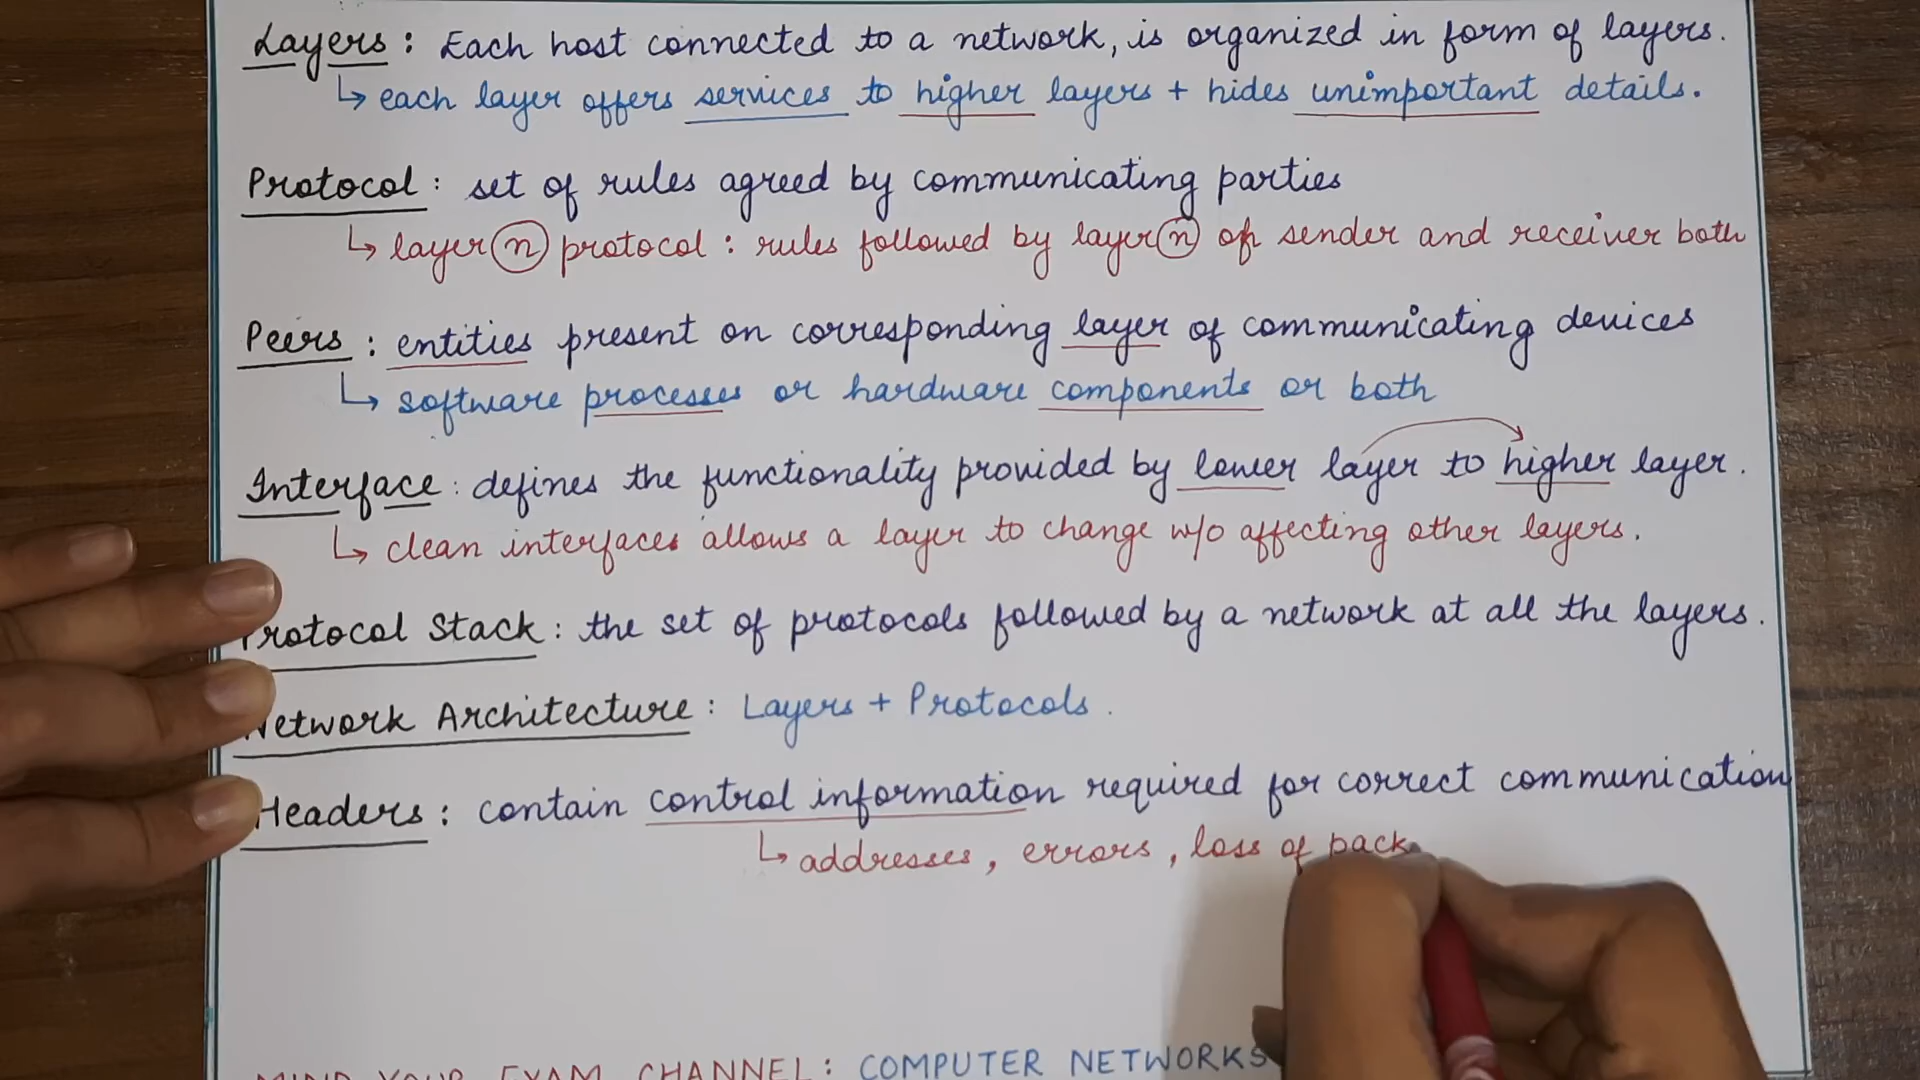 Layers : Each host connected to a network, is organized in form of layers.
↳ each layer offers services to higher layers + hides unimportant details.
Protocol : set of rules agreed by communicating parties
↳ layer n protocol : rules followed by layer n of sender and receiver both
Peers : entities present on corresponding layer of communicating devices
↳ software processes or hardware components or both
Interface : defines the functionality provided by lower layer to higher layer.
↳ clean interfaces allows a layer to change w/o affecting other layers.
Protocol Stack : the set of protocols followed by a network at all the layers.
Network Architecture : Layers + Protocols.
Headers : contain control information required for correct communication
↳ addresses, errors, loss of pack
MIND YOUR EXAM CHANNEL : COMPUTER NETWORKS